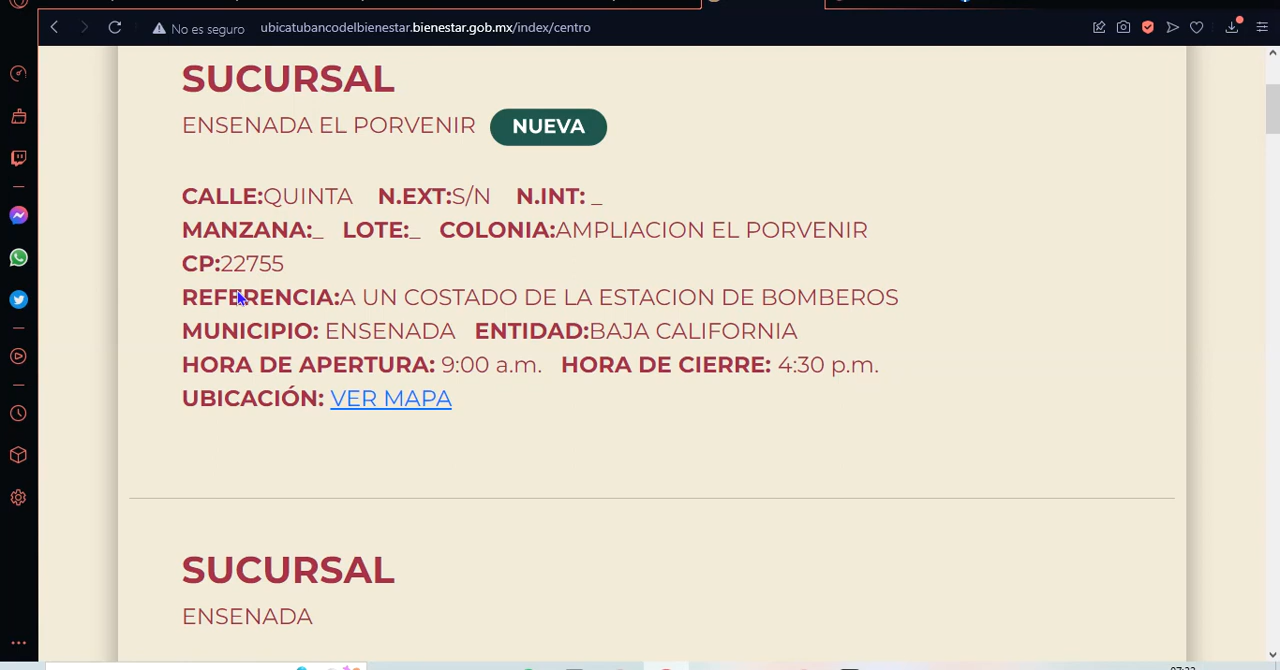 No es seguro ubicatubancodelbienestar.bienestar.gob.mx/index/centro
SUCURSAL
ENSENADA EL PORVENIR NUEVA
CALLE:QUINTA N.EXT:S/N N.INT: _
MANZANA:_ LOTE:_ COLONIA:AMPLIACION EL PORVENIR
CP:22755
REFERENCIA:A UN COSTADO DE LA ESTACION DE BOMBEROS
MUNICIPIO: ENSENADA ENTIDAD:BAJA CALIFORNIA
HORA DE APERTURA: 9:00 a.m. HORA DE CIERRE: 4:30 p.m.
UBICACIÓN: VER MAPA
SUCURSAL
ENSENADA